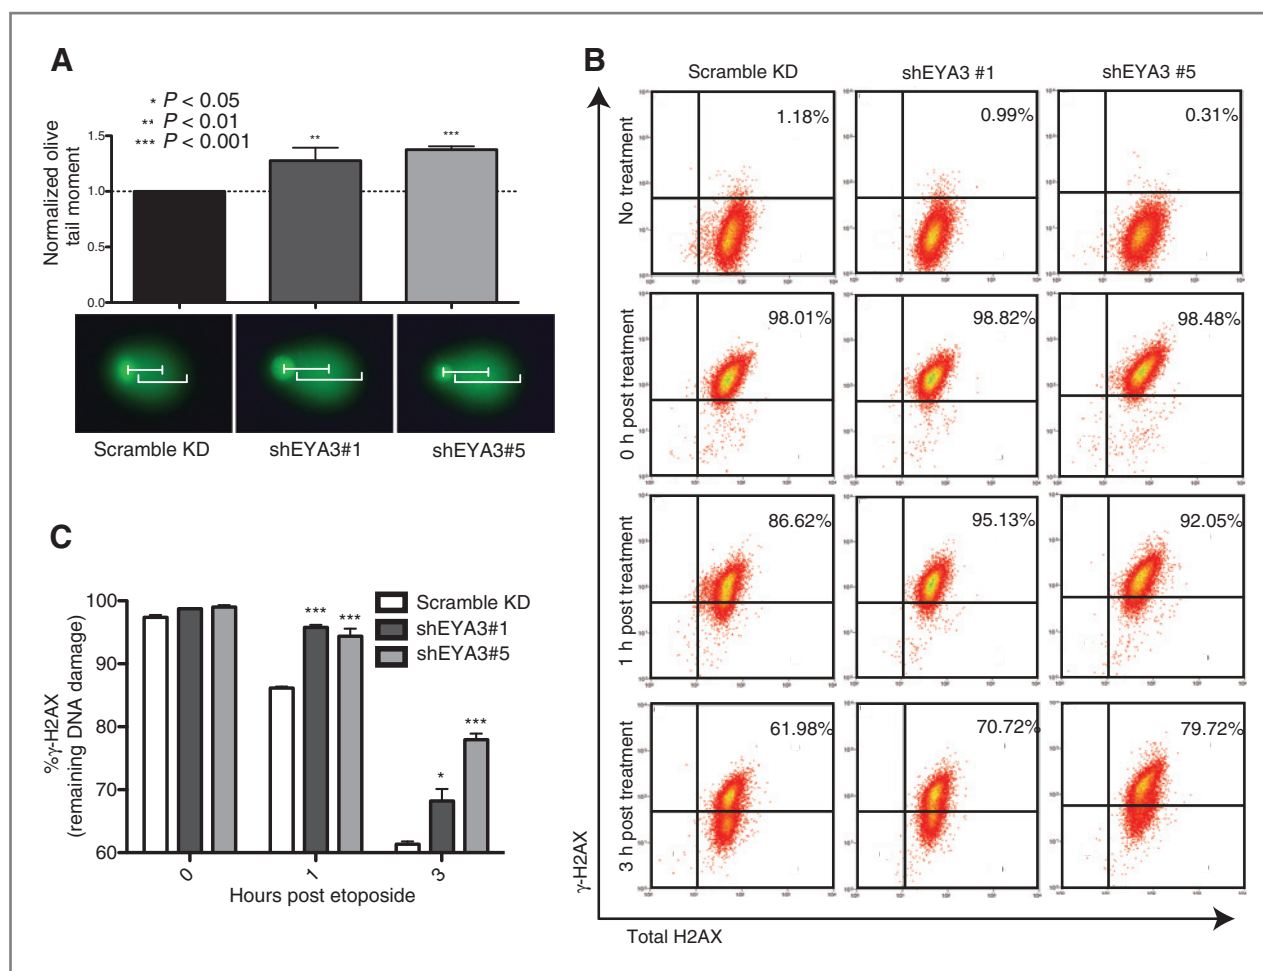 A
* P < 0.05
** P < 0.01
*** P < 0.001
Normalized olive
tail moment
1.5
1.0
0.5
0.0
**
***
Scramble KD
shEYA3#1
shEYA3#5
B
Scramble KD
shEYA3 #1
shEYA3 #5
No treatment
1.18%
0.99%
0.31%
0 h post treatment
98.01%
98.82%
98.48%
1 h post treatment
86.62%
95.13%
92.05%
3 h post treatment
61.98%
70.72%
79.72%
γ-H2AX
Total H2AX
C
%γ-H2AX
(remaining DNA damage)
100
90
80
70
60
Scramble KD
shEYA3#1
shEYA3#5
***
***
*
***
0
1
3
Hours post etoposide